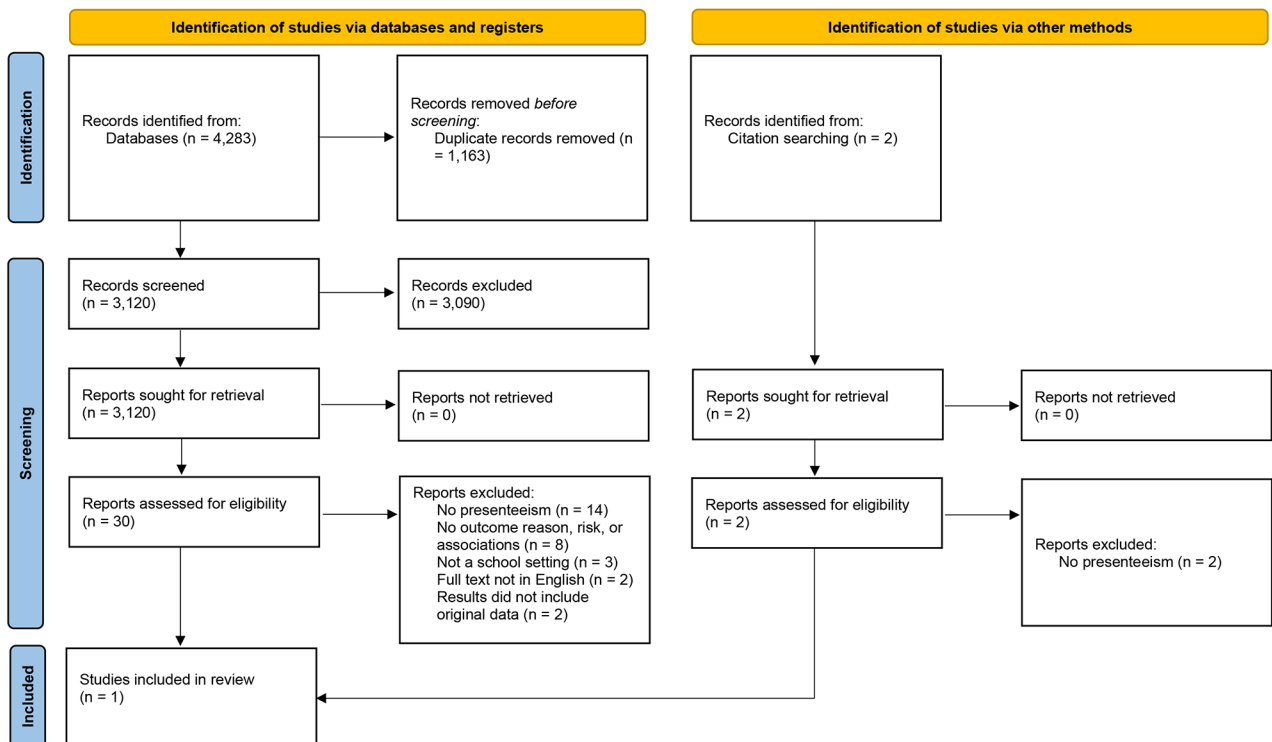 Identification of studies via databases and registers
Identification of studies via other methods
Identification
Records identified from:
Databases (n = 4,283)
Records removed before
screening:
Duplicate records removed (n
= 1,163)
Records identified from:
Citation searching (n = 2)
Screening
Records screened
(n = 3,120)
Records excluded
(n = 3,090)
Reports sought for retrieval
(n = 3,120)
Reports not retrieved
(n = 0)
Reports sought for retrieval
(n = 2)
Reports not retrieved
(n = 0)
Reports assessed for eligibility
(n = 30)
Reports excluded:
No presenteeism (n = 14)
No outcome reason, risk, or
associations (n = 8)
Not a school setting (n = 3)
Full text not in English (n = 2)
Results did not include
original data (n = 2)
Reports assessed for eligibility
(n = 2)
Reports excluded:
No presenteeism (n = 2)
Included
Studies included in review
(n = 1)